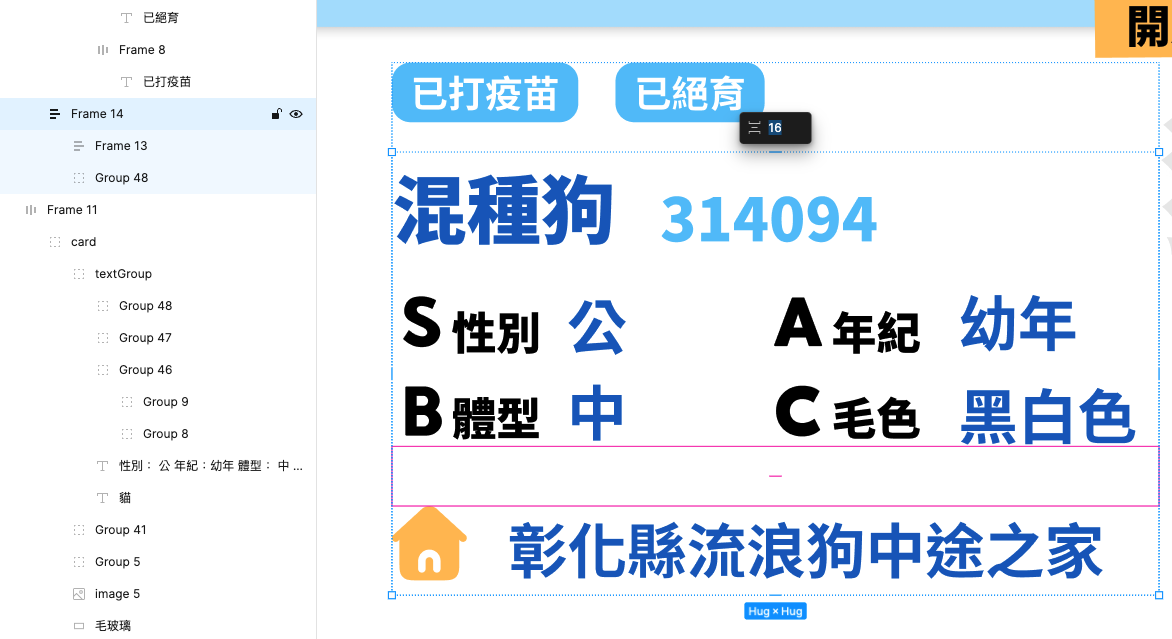 已絕育
Frame 8
已打疫苗
Frame 14
Frame 13
Group 48
Frame 11
card
textGroup
Group 48
Group 47
Group 46
Group 9
Group 8
性別： 公 年紀：幼年 體型： 中 ...
貓
Group 41
Group 5
image 5
毛玻璃
開
已打疫苗 已絕育
16
混種狗 314094
S 性別 公 A 年紀 幼年
B 體型 中 C 毛色 黑白色
彰化縣流浪狗中途之家
Hug × Hug